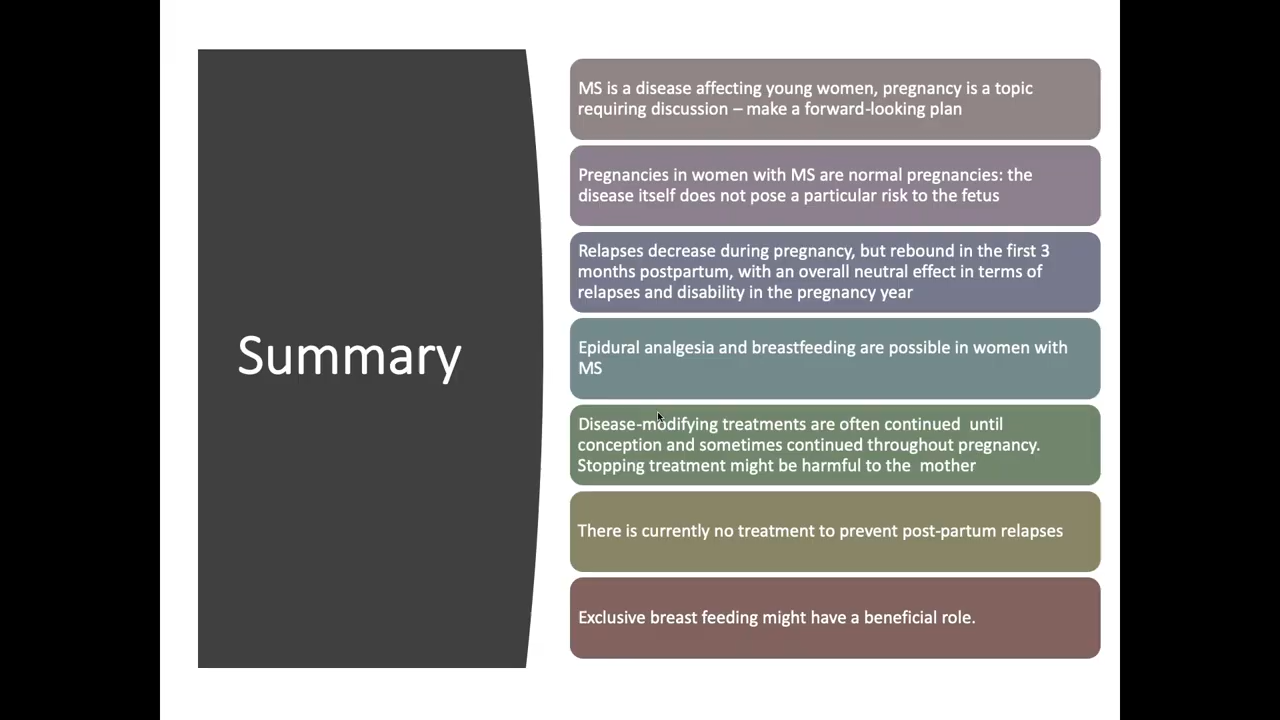 Summary
MS is a disease affecting young women, pregnancy is a topic
requiring discussion – make a forward-looking plan
Pregnancies in women with MS are normal pregnancies: the
disease itself does not pose a particular risk to the fetus
Relapses decrease during pregnancy, but rebound in the first 3
months postpartum, with an overall neutral effect in terms of
relapses and disability in the pregnancy year
Epidural analgesia and breastfeeding are possible in women with
MS
Disease-modifying treatments are often continued  until
conception and sometimes continued throughout pregnancy.
Stopping treatment might be harmful to the  mother
There is currently no treatment to prevent post-partum relapses
Exclusive breast feeding might have a beneficial role.